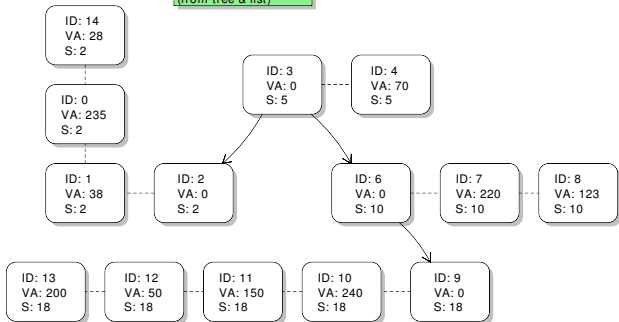 (from tree & list)
ID: 14
VA: 28
S: 2
ID: 3
VA: 0
S: 5
ID: 4
VA: 70
S: 5
ID: 0
VA: 235
S: 2
ID: 1
VA: 38
S: 2
ID: 2
VA: 0
S: 2
ID: 6
VA: 0
S: 10
ID: 7
VA: 220
S: 10
ID: 8
VA: 123
S: 10
ID: 13
VA: 200
S: 18
ID: 12
VA: 50
S: 18
ID: 11
VA: 150
S: 18
ID: 10
VA: 240
S: 18
ID: 9
VA: 0
S: 18